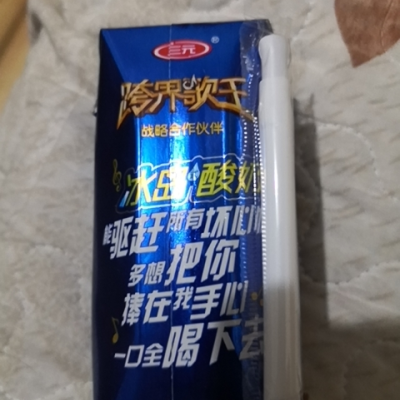 三元
跨界歌王
战略合作伙伴
冰岛 酸奶
能驱赶所有坏心情
多想把你
捧在我手心
一口全喝下去